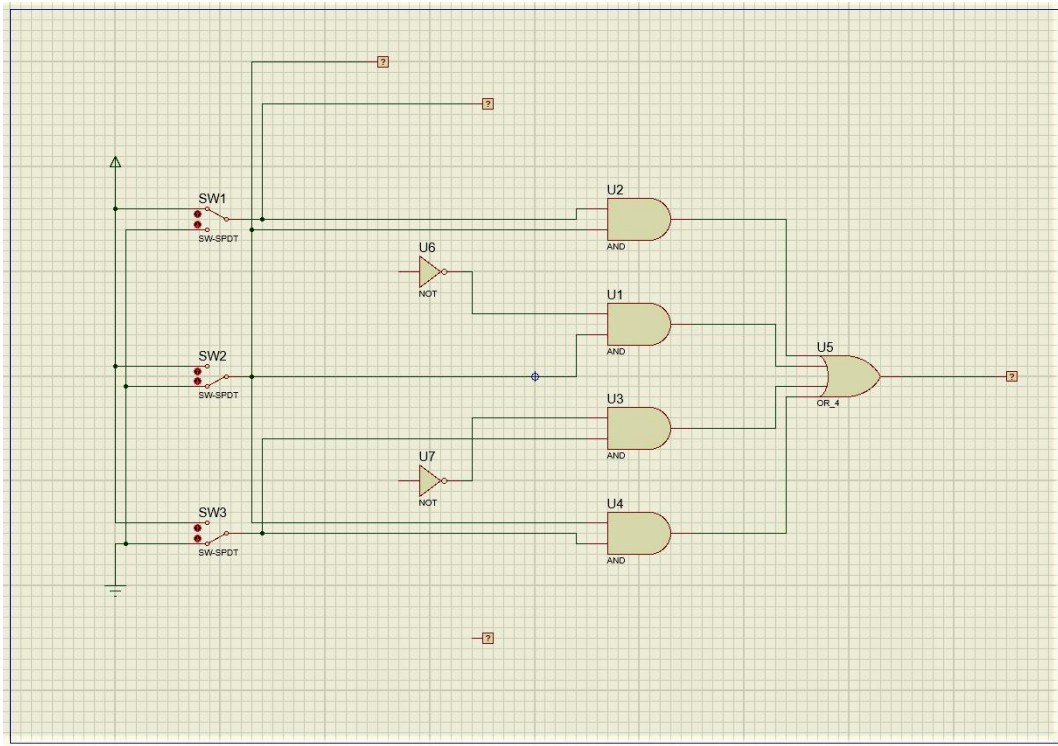 ?
?
SW1
SW-SPDT
U2
AND
U6
NOT
U1
AND
SW2
SW-SPDT
U5
OR_4
?
U3
AND
U7
NOT
SW3
SW-SPDT
U4
AND
?